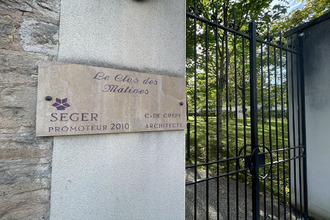 Le Clos des
Matines
SEGER
PROMOTEUR 2010
ARCHITECTE